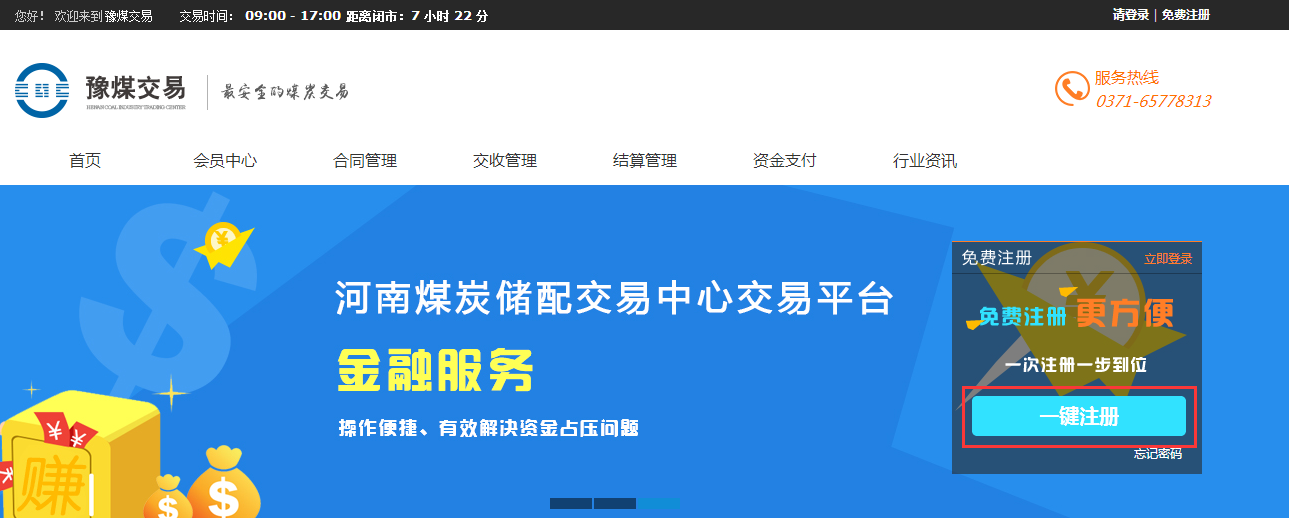 您好！ 欢迎来到豫煤交易 交易时间： 09:00 - 17:00 距离闭市：7 小时 22 分 请登录 | 免费注册
豫煤交易
HENAN COAL INDUSTRY TRADING CENTER
最安全的煤炭交易
服务热线
0371-65778313
首页 会员中心 合同管理 交收管理 结算管理 资金支付 行业资讯
河南煤炭储配交易中心交易平台
金融服务
操作便捷、有效解决资金占压问题
赚
免费注册 立即登录
免费注册 更方便
一次注册一步到位
一键注册
忘记密码